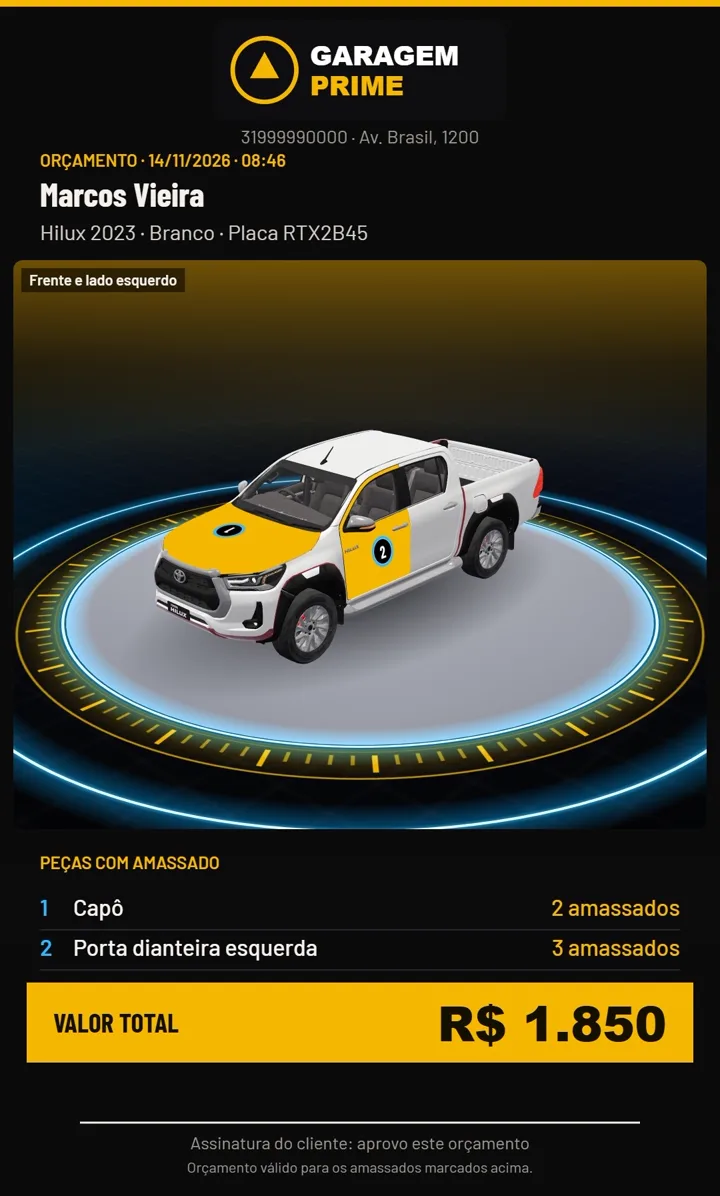 GARAGEM
PRIME
31999990000 · Av. Brasil, 1200
ORÇAMENTO · 14/11/2026 · 08:46
Marcos Vieira
Hilux 2023 · Branco · Placa RTX2B45
Frente e lado esquerdo
1
2
HILUX
PEÇAS COM AMASSADO
1 Capô 2 amassados
2 Porta dianteira esquerda 3 amassados
VALOR TOTAL R$ 1.850
Assinatura do cliente: aprovo este orçamento
Orçamento válido para os amassados marcados acima.